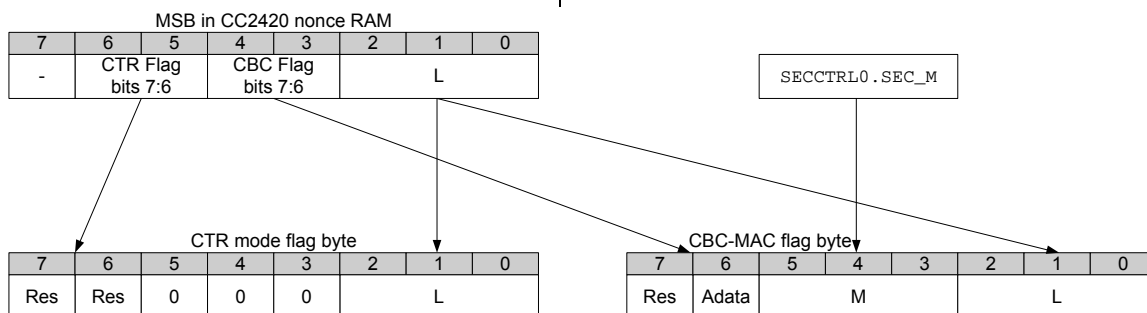 MSB in CC2420 nonce RAM
7 6 5 4 3 2 1 0
- CTR Flag bits 7:6 CBC Flag bits 7:6 L
SECCTRL0.SEC_M
CTR mode flag byte
7 6 5 4 3 2 1 0
Res Res 0 0 0 L
CBC-MAC flag byte
7 6 5 4 3 2 1 0
Res Adata M L